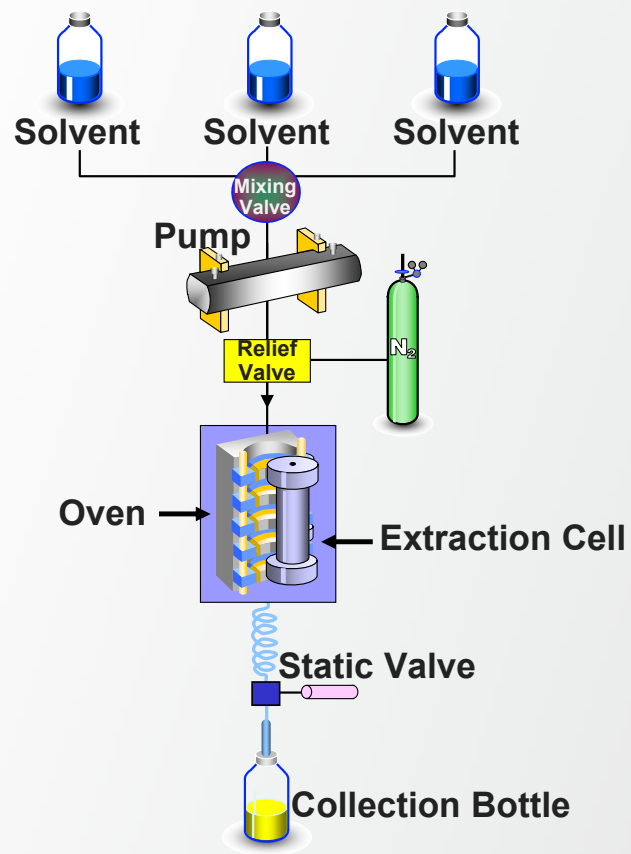 Solvent Solvent Solvent
Mixing
Valve
Pump
Relief
Valve
N₂
Oven
Extraction Cell
Static Valve
Collection Bottle